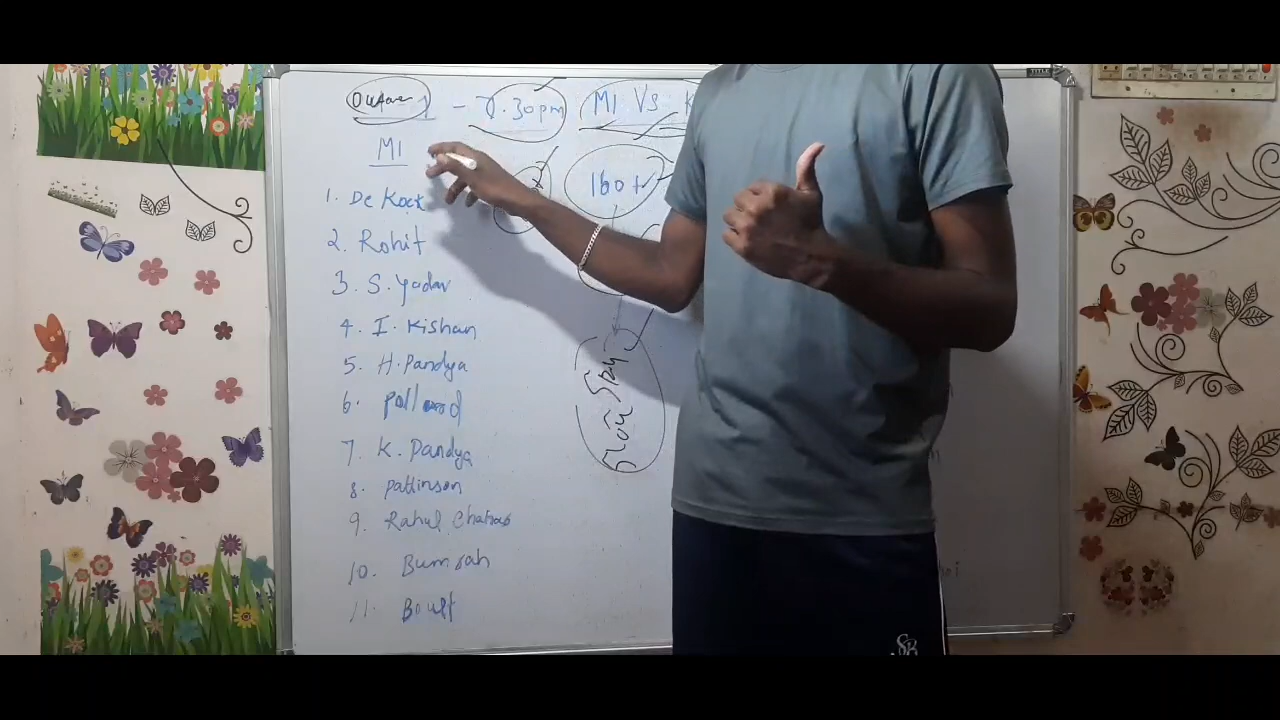 - 7.30pm MI VS K
MI
160+
1. De Kock
2. Rohit
3. S. Yadav
4. I. Kishan
5. H. Pandya
6. Pollard
7. K. Pandya
8. Pattinson
9. Rahul Chahar
10. Bumrah
11. Boult
SB